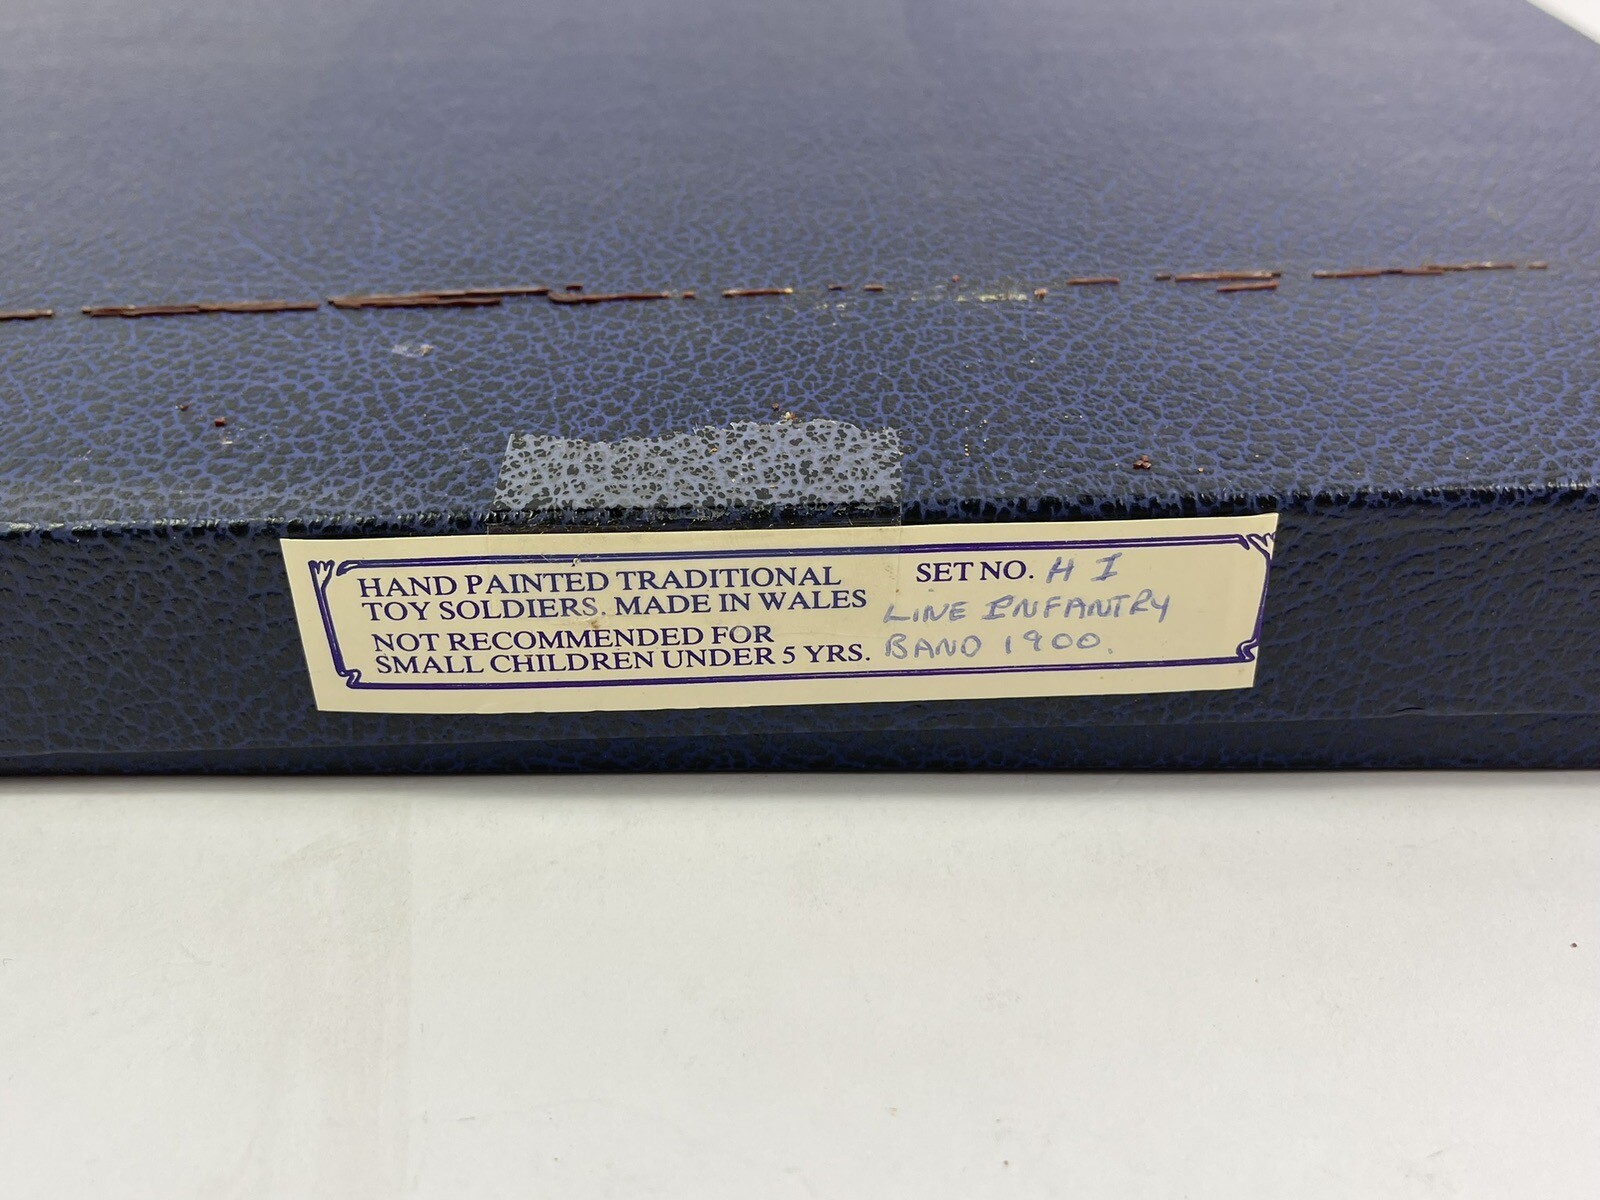 HAND PAINTED TRADITIONAL
TOY SOLDIERS. MADE IN WALES
NOT RECOMMENDED FOR
SMALL CHILDREN UNDER 5 YRS.
SET NO. H I
LINE INFANTRY
BAND 1900.